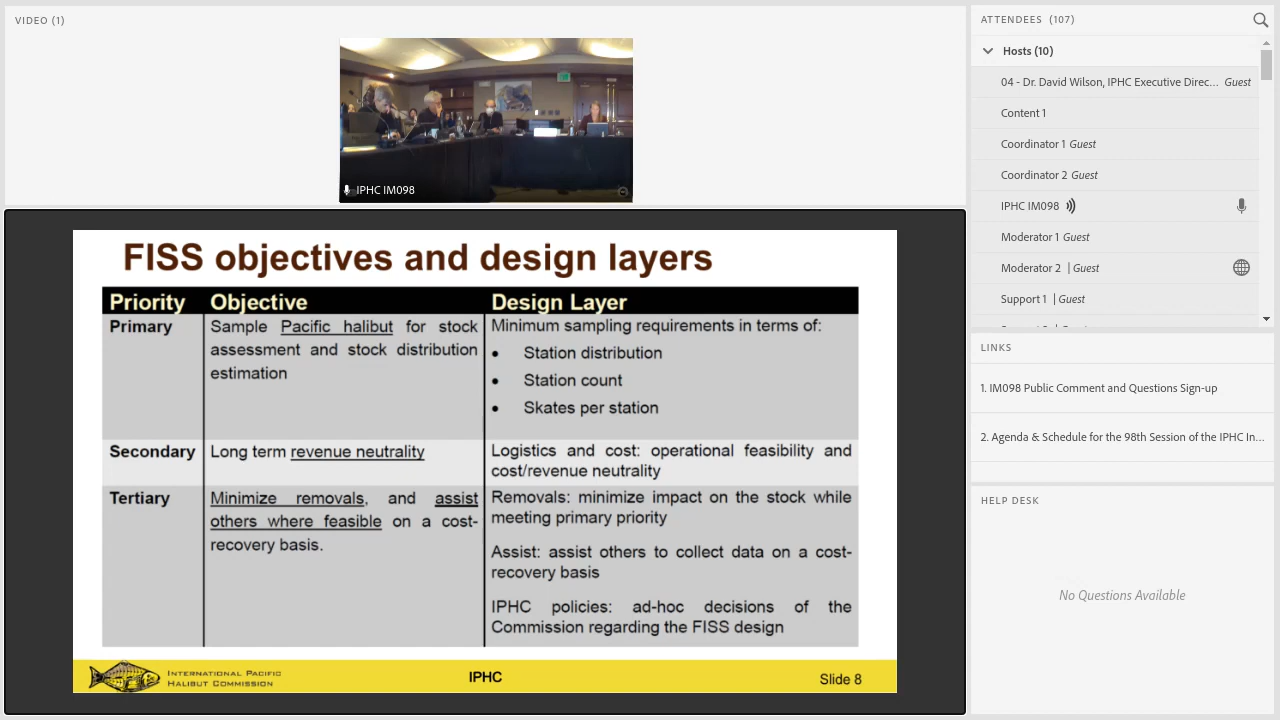 VIDEO (1)
IPHC IM098
FISS objectives and design layers
Priority
Objective
Design Layer
Primary
Sample Pacific halibut for stock
assessment and stock distribution
estimation
Minimum sampling requirements in terms of:
• Station distribution
• Station count
• Skates per station
Secondary
Long term revenue neutrality
Logistics and cost: operational feasibility and
cost/revenue neutrality
Tertiary
Minimize removals, and assist
others where feasible on a cost-
recovery basis.
Removals: minimize impact on the stock while
meeting primary priority
Assist: assist others to collect data on a cost-
recovery basis
IPHC policies: ad-hoc decisions of the
Commission regarding the FISS design
INTERNATIONAL PACIFIC
HALIBUT COMMISSION
IPHC
Slide 8
ATTENDEES (107)
Hosts (10)
04 - Dr. David Wilson, IPHC Executive Direc... Guest
Content 1
Coordinator 1 Guest
Coordinator 2 Guest
IPHC IM098
Moderator 1 Guest
Moderator 2 | Guest
Support 1 | Guest
LINKS
1. IM098 Public Comment and Questions Sign-up
2. Agenda & Schedule for the 98th Session of the IPHC In...
HELP DESK
No Questions Available